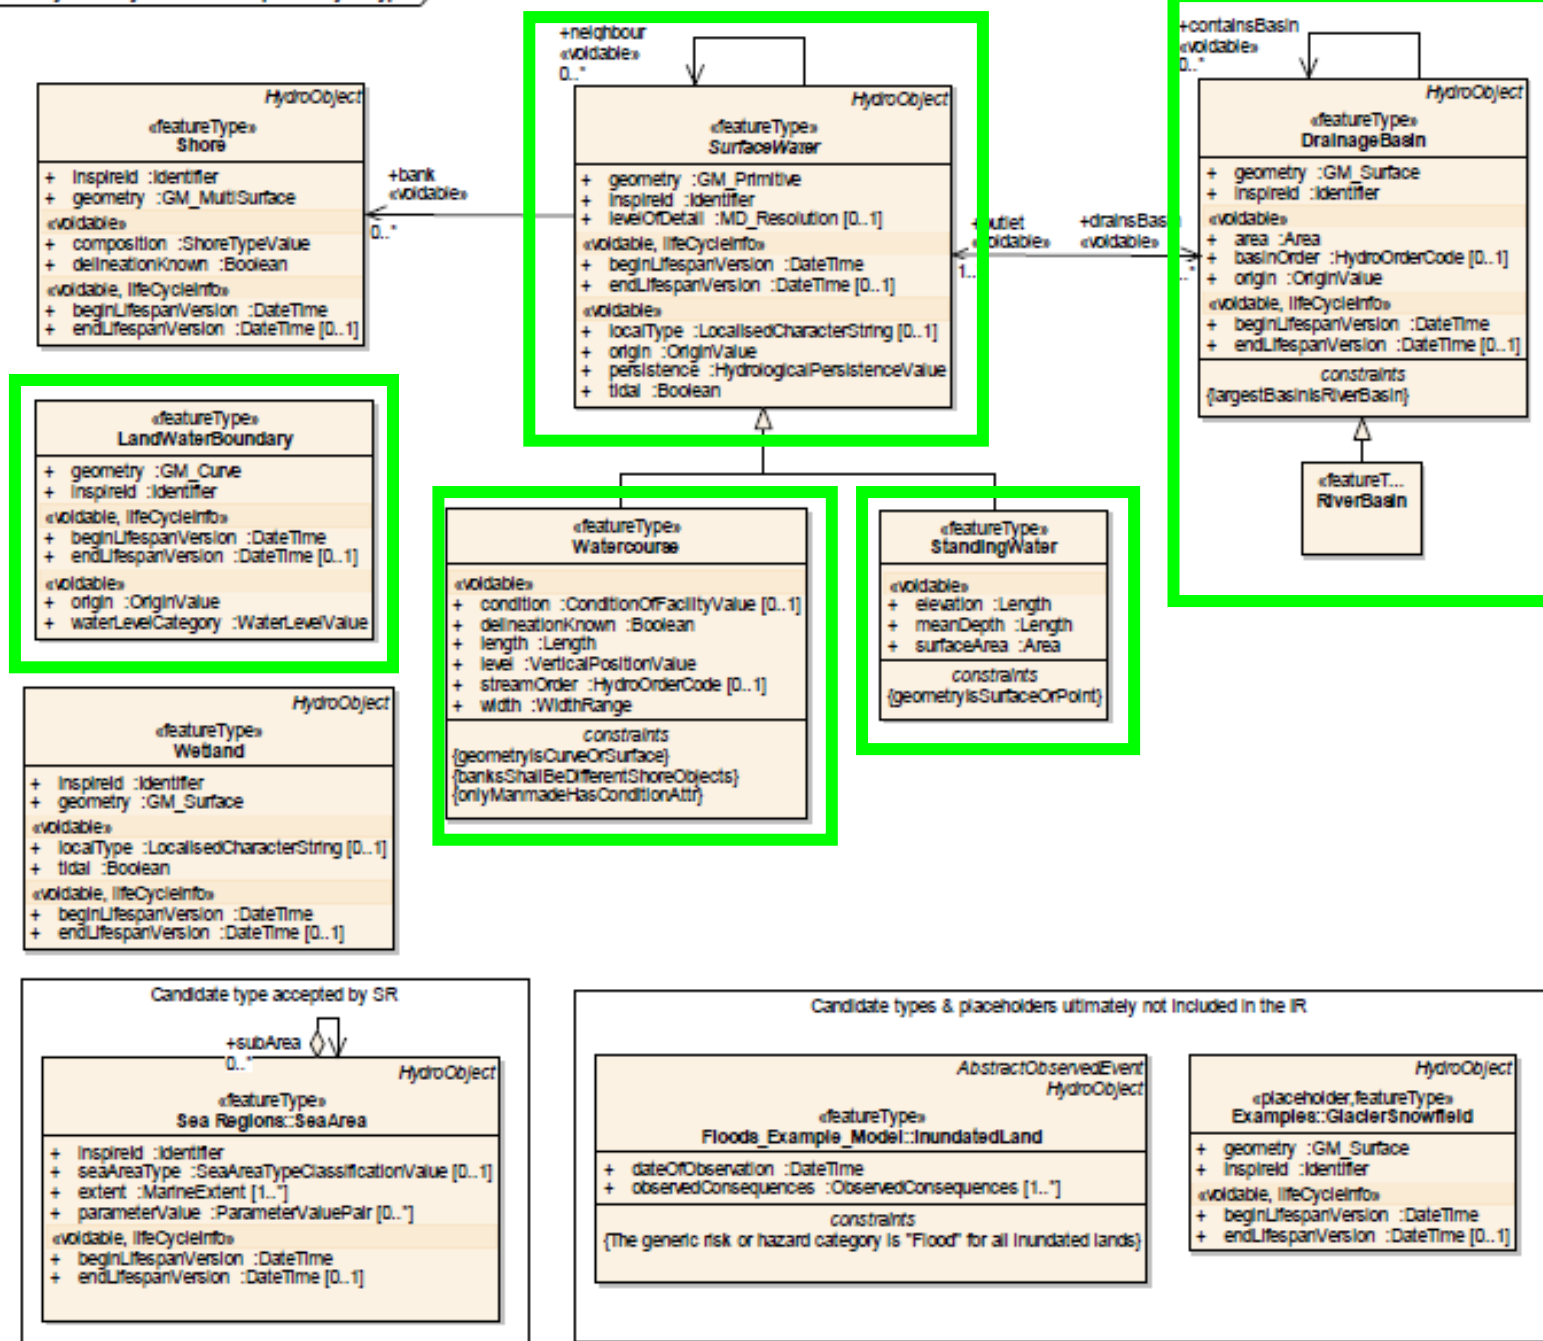 +neighbour
«voidable»
0..*
+containsBasin
«voidable»
0..*
HydroObject
«featureType»
Shore
+ inspireId :Identifier
+ geometry :GM_MultiSurface
«voidable»
+ composition :ShoreTypeValue
+ delineationKnown :Boolean
«voidable, lifeCycleInfo»
+ beginLifespanVersion :DateTime
+ endLifespanVersion :DateTime [0..1]
+bank
«voidable»
0..*
HydroObject
«featureType»
SurfaceWater
+ geometry :GM_Primitive
+ inspireId :Identifier
+ levelOfDetail :MD_Resolution [0..1]
«voidable, lifeCycleInfo»
+ beginLifespanVersion :DateTime
+ endLifespanVersion :DateTime [0..1]
«voidable»
+ localType :LocalisedCharacterString [0..1]
+ origin :OriginValue
+ persistence :HydrologicalPersistenceValue
+ tidal :Boolean
+drainsBasin
«voidable»
HydroObject
«featureType»
DrainageBasin
+ geometry :GM_Surface
+ inspireId :Identifier
«voidable»
+ area :Area
+ basinOrder :HydroOrderCode [0..1]
+ origin :OriginValue
«voidable, lifeCycleInfo»
+ beginLifespanVersion :DateTime
+ endLifespanVersion :DateTime [0..1]
constraints
{largestBasinIsRiverBasin}
«featureT...
RiverBasin
«featureType»
LandWaterBoundary
+ geometry :GM_Curve
+ inspireId :Identifier
«voidable, lifeCycleInfo»
+ beginLifespanVersion :DateTime
+ endLifespanVersion :DateTime [0..1]
«voidable»
+ origin :OriginValue
+ waterLevelCategory :WaterLevelValue
«featureType»
Watercourse
«voidable»
+ condition :ConditionOfFacilityValue [0..1]
+ delineationKnown :Boolean
+ length :Length
+ level :VerticalPositionValue
+ streamOrder :HydroOrderCode [0..1]
+ width :WidthRange
constraints
{geometryIsCurveOrSurface}
{banksShallBeDifferentShoreObjects}
{onlyManmadeHasConditionAttr}
«featureType»
StandingWater
«voidable»
+ elevation :Length
+ meanDepth :Length
+ surfaceArea :Area
constraints
{geometryIsSurfaceOrPoint}
HydroObject
«featureType»
Wetland
+ inspireId :Identifier
+ geometry :GM_Surface
«voidable»
+ localType :LocalisedCharacterString [0..1]
+ tidal :Boolean
«voidable, lifeCycleInfo»
+ beginLifespanVersion :DateTime
+ endLifespanVersion :DateTime [0..1]
Candidate type accepted by SR
+subArea
0..*
HydroObject
«featureType»
Sea Regions::SeaArea
+ inspireId :Identifier
+ seaAreaType :SeaAreaTypeClassificationValue [0..1]
+ extent :MarineExtent [1..*]
+ parameterValue :ParameterValuePair [0..*]
«voidable, lifeCycleInfo»
+ beginLifespanVersion :DateTime
+ endLifespanVersion :DateTime [0..1]
Candidate types & placeholders ultimately not included in the IR
AbstractObservedEvent
HydroObject
«featureType»
Floods_Example_Model::InundatedLand
+ dateOfObservation :DateTime
+ observedConsequences :ObservedConsequences [1..*]
constraints
{The generic risk or hazard category is "Flood" for all inundated lands}
HydroObject
«placeholder,featureType»
Examples::GlacierSnowfield
+ geometry :GM_Surface
+ inspireId :Identifier
«voidable, lifeCycleInfo»
+ beginLifespanVersion :DateTime
+ endLifespanVersion :DateTime [0..1]